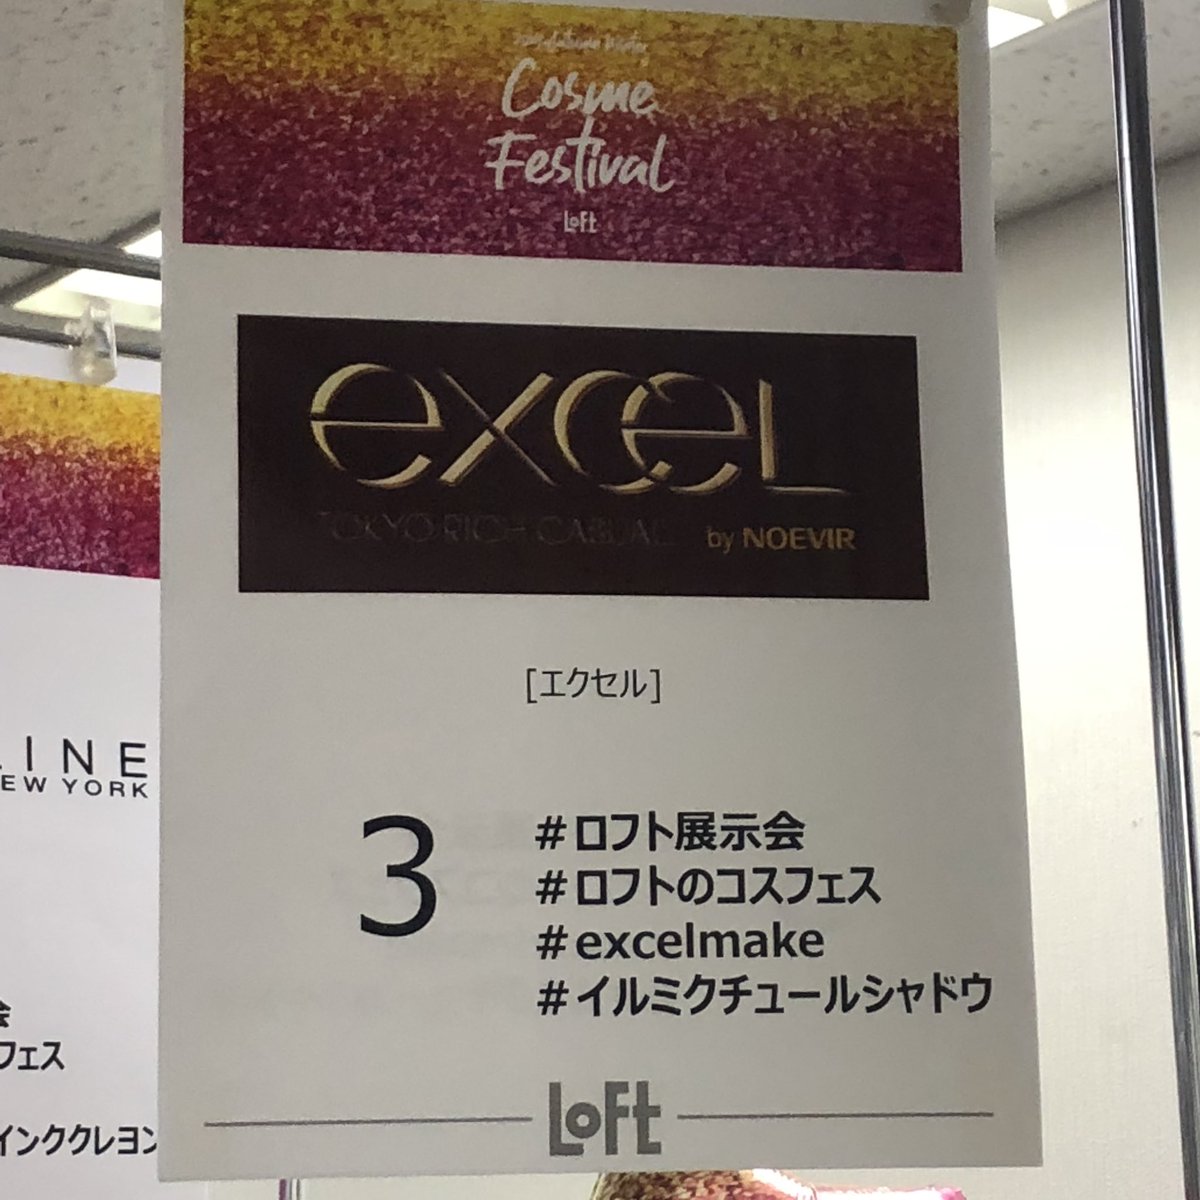 Cosme
Festival
LoFt
excel
TOKYO RICH CASUAL by NOEVIR
[エクセル]
3
#ロフト展示会
#ロフトのコスフェス
#excelmake
#イルミクチュールシャドウ
LoFt
LINE
EW YORK
会
フェス
インククレヨン